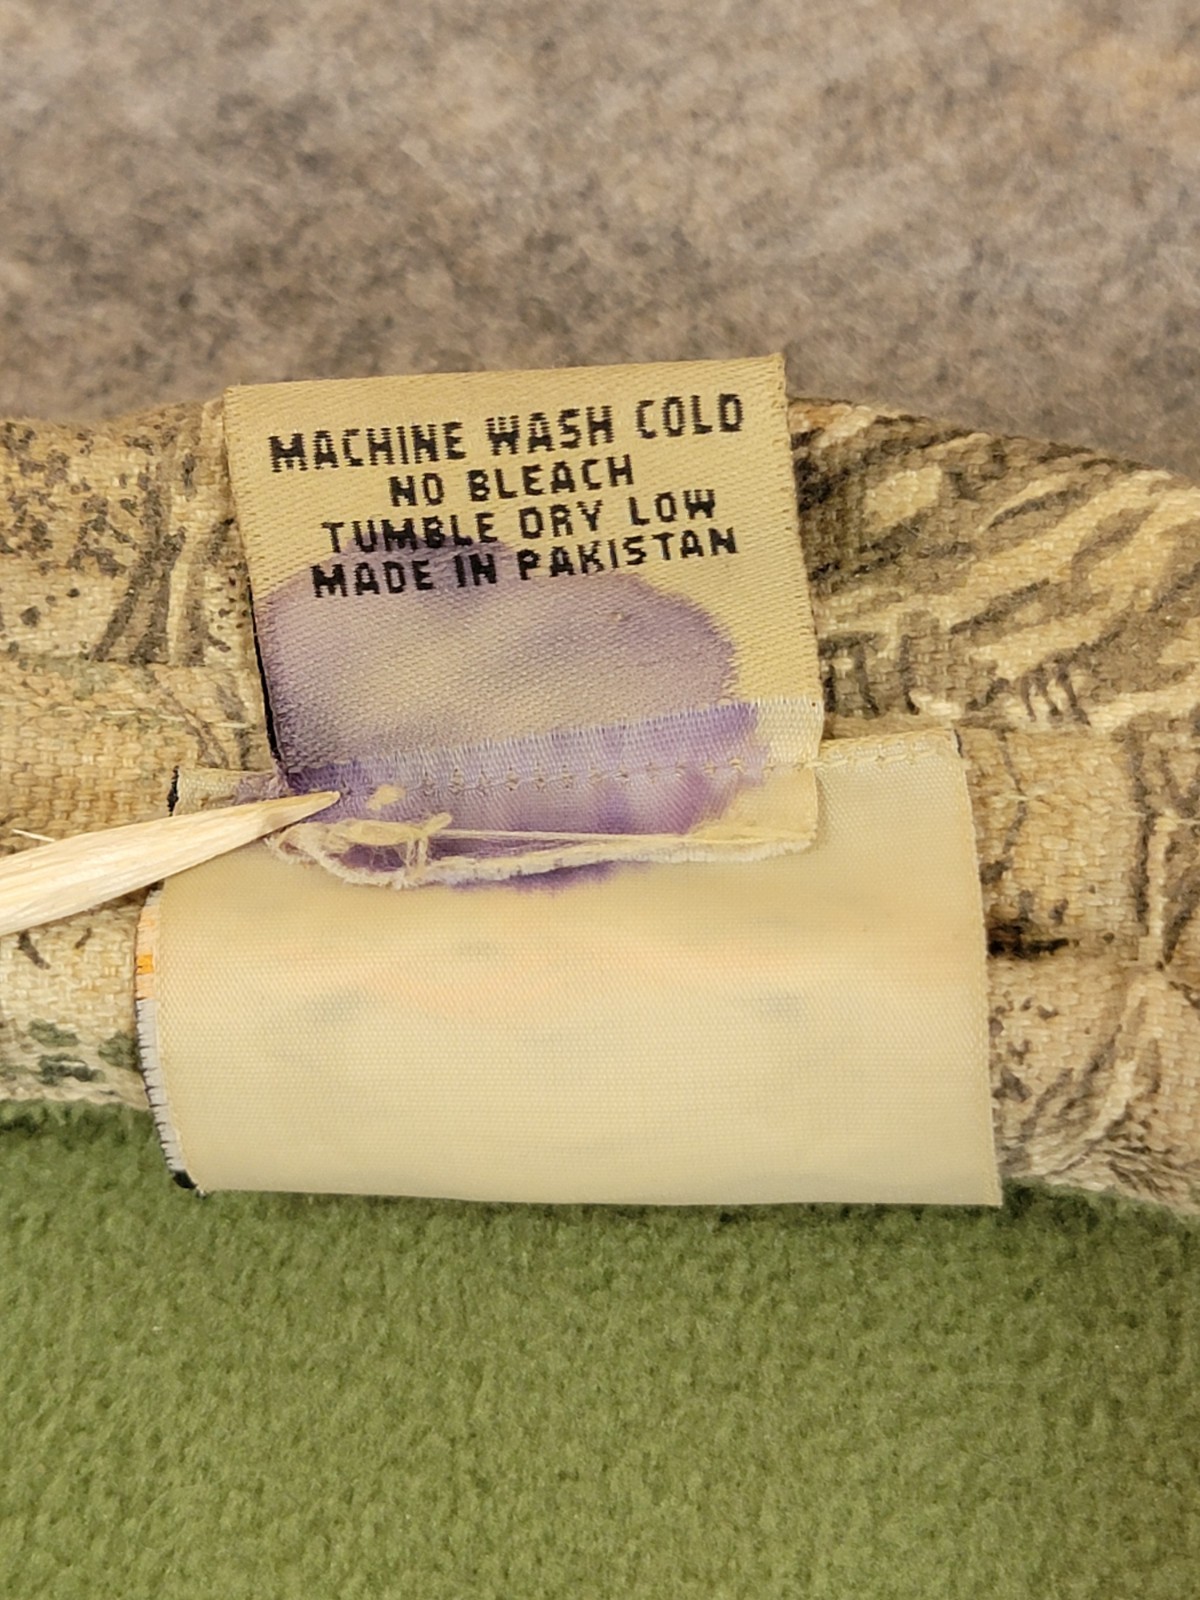 MACHINE WASH COLD
NO BLEACH
TUMBLE DRY LOW
MADE IN PAKISTAN